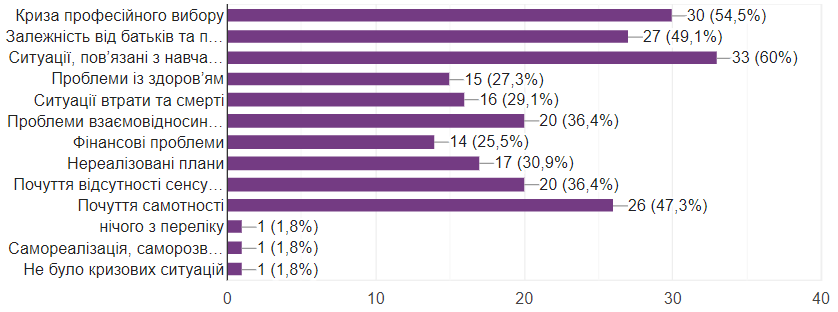 Криза професійного вибору 30 (54,5%)
Залежність від батьків та п… 27 (49,1%)
Ситуації, пов’язані з навча… 33 (60%)
Проблеми із здоров’ям 15 (27,3%)
Ситуації втрати та смерті 16 (29,1%)
Проблеми взаємовідносин… 20 (36,4%)
Фінансові проблеми 14 (25,5%)
Нереалізовані плани 17 (30,9%)
Почуття відсутності сенсу… 20 (36,4%)
Почуття самотності 26 (47,3%)
нічого з переліку 1 (1,8%)
Самореалізація, саморозв… 1 (1,8%)
Не було кризових ситуацій 1 (1,8%)
0 10 20 30 40